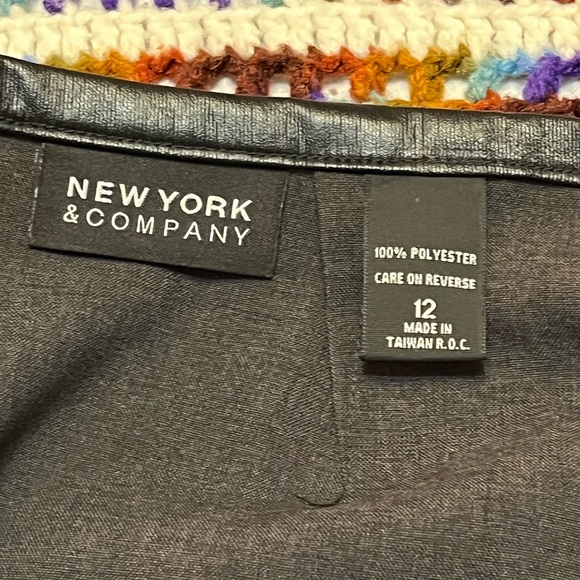 NEW YORK
& COMPANY
100% POLYESTER
CARE ON REVERSE
12
MADE IN
TAIWAN R.O.C.